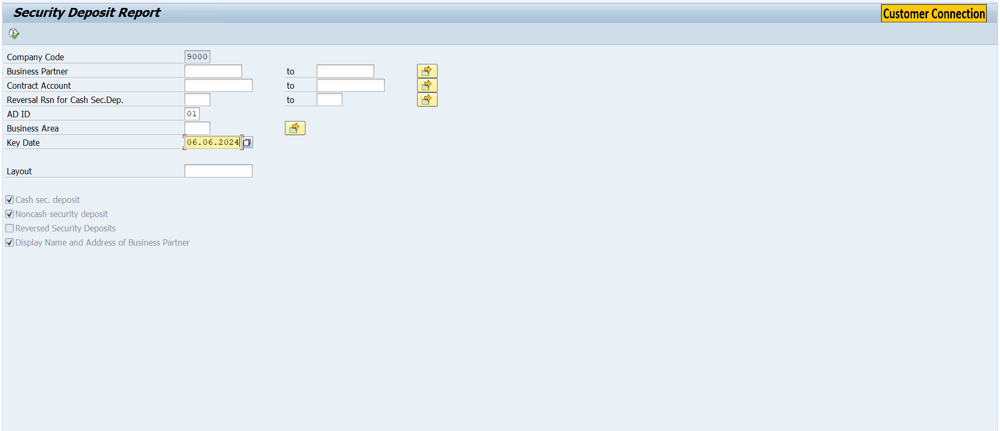 Security Deposit Report
Customer Connection
Company Code 9000
Business Partner to
Contract Account to
Reversal Rsn for Cash Sec.Dep. to
AD ID 01
Business Area
Key Date 06.06.2024
Layout
Cash sec. deposit
Noncash security deposit
Reversed Security Deposits
Display Name and Address of Business Partner